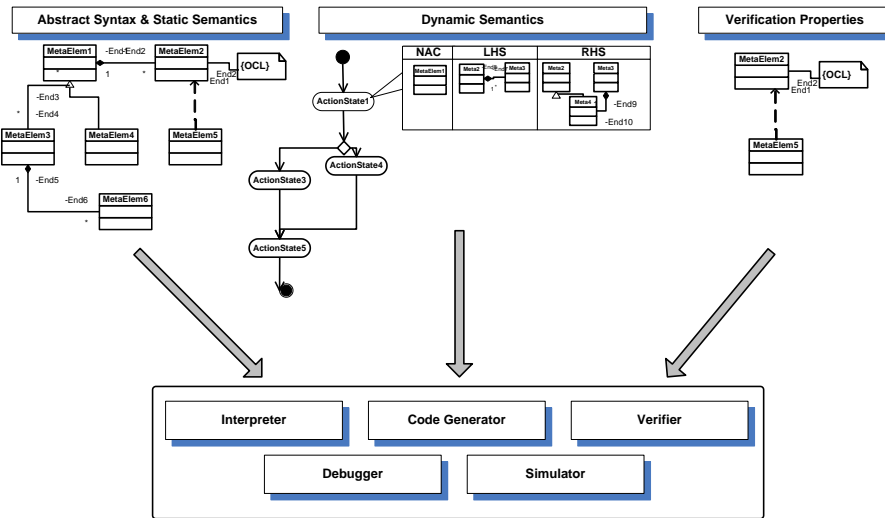 Abstract Syntax & Static Semantics
Dynamic Semantics
Verification Properties
MetaElem1
-End1
-End2
MetaElem2
{OCL}
End2
End1
*
1
*
-End3
*
-End4
MetaElem3
MetaElem4
MetaElem5
1
-End5
-End6
MetaElem6
*
ActionState1
ActionState3
ActionState4
ActionState5
NAC
LHS
RHS
MetaElem1
Meta2
Meta3
1
*
Meta2
Meta3
Meta4
-End9
-End10
MetaElem2
{OCL}
End2
End1
MetaElem5
Interpreter
Code Generator
Verifier
Debugger
Simulator